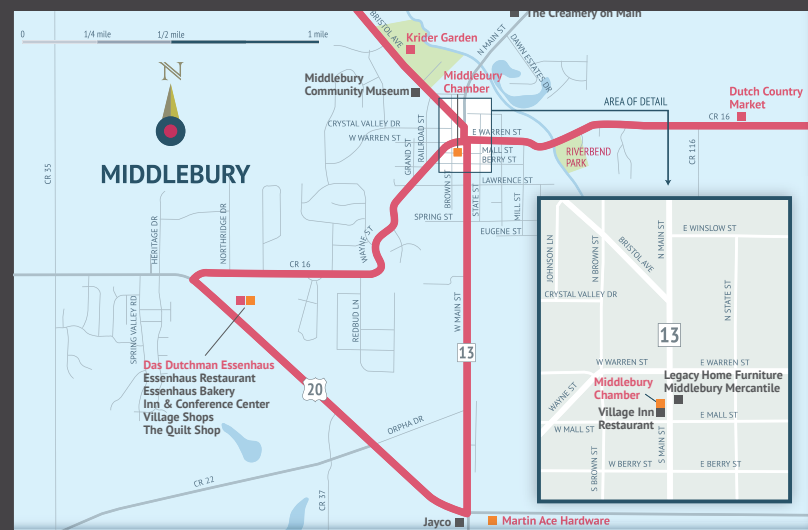 The Creamery on Main
0
1/4 mile
1/2 mile
1 mile
BRISTOL AVE
Krider Garden
N MAIN ST
DAWN ESTATES DR
N
Middlebury
Community Museum
Middlebury
Chamber
AREA OF DETAIL
Dutch Country
Market
CR 16
CRYSTAL VALLEY DR
W WARREN ST
GRAND ST
RAILROAD ST
E WARREN ST
MALL ST
BERRY ST
RIVERBEND
PARK
CR 116
CR 35
MIDDLEBURY
BROWN ST
STATE ST
LAWRENCE ST
MILL ST
SPRING ST
EUGENE ST
HERITAGE DR
NORTHRIDGE DR
WAYNE ST
CR 16
SPRING VALLEY RD
REDBUD LN
W MAIN ST
13
20
Das Dutchman Essenhaus
Essenhaus Restaurant
Essenhaus Bakery
Inn & Conference Center
Village Shops
The Quilt Shop
ORPHA DR
CR 22
CR 37
Jayco
Martin Ace Hardware
JOHNSON LN
N BROWN ST
BRISTOL AVE
N MAIN ST
E WINSLOW ST
N STATE ST
CRYSTAL VALLEY DR
13
W WARREN ST
E WARREN ST
Middlebury
Chamber
Legacy Home Furniture
Middlebury Mercantile
WAYNE ST
Village Inn
Restaurant
E MALL ST
W MALL ST
S BROWN ST
S MAIN ST
W BERRY ST
E BERRY ST